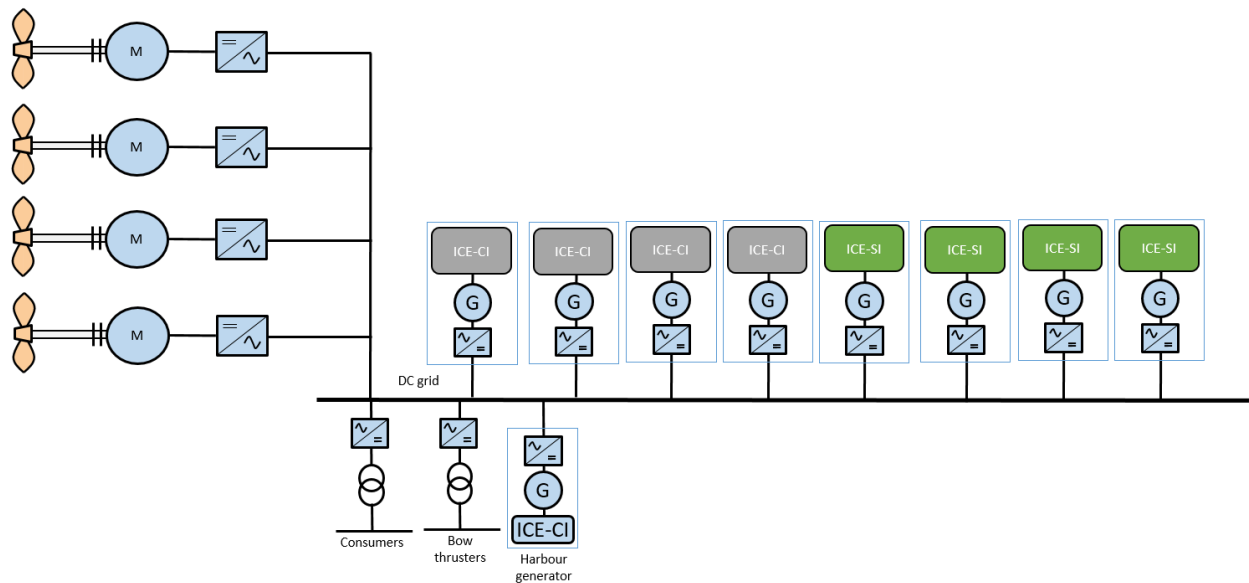 M
M
M
M
ICE-CI
ICE-CI
ICE-CI
ICE-CI
ICE-SI
ICE-SI
ICE-SI
ICE-SI
G
G
G
G
G
G
G
G
DC grid
G
ICE-CI
Consumers
Bow
thrusters
Harbour
generator